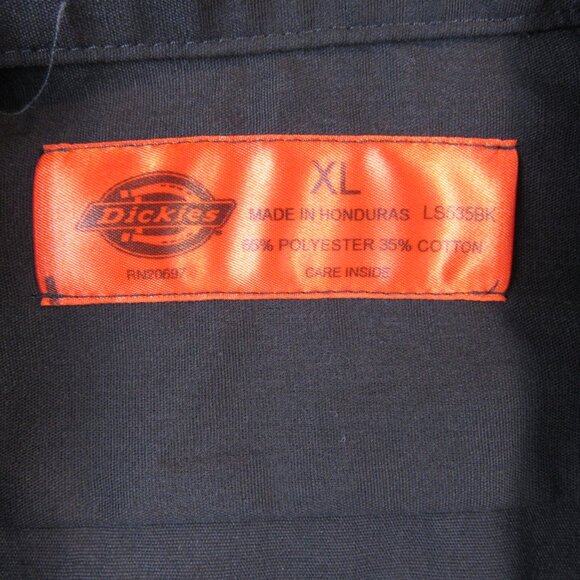 XL
Dickies
MADE IN HONDURAS LS535BK
65% POLYESTER 35% COTTON
RN20697
CARE INSIDE